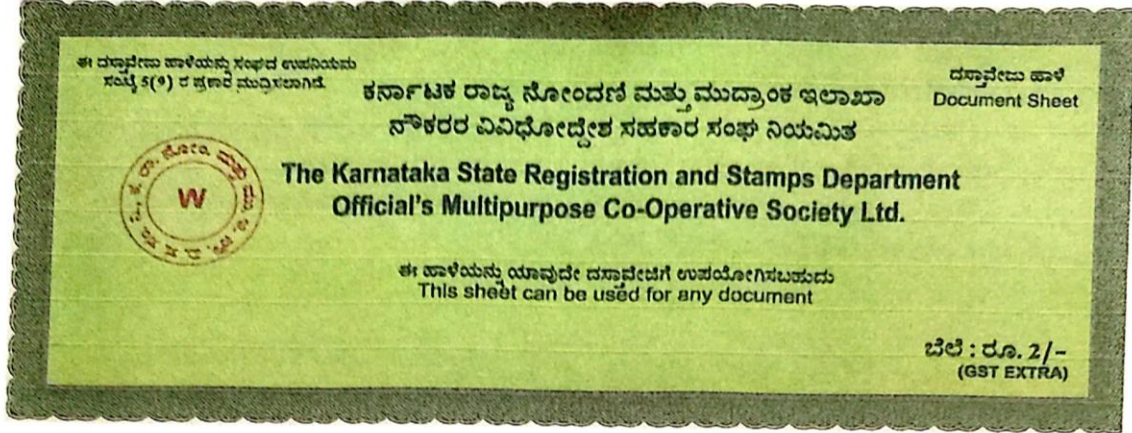 ಈ ದಸ್ತಾವೇಜು ಹಾಳೆಯನ್ನು ಸಂಘದ ಉಪನಿಯಮ
ಸಂಖ್ಯೆ 5(೪) ರ ಪ್ರಕಾರ ಮುದ್ರಿಸಲಾಗಿದೆ.
ದಸ್ತಾವೇಜು ಹಾಳೆ
Document Sheet
ಕರ್ನಾಟಕ ರಾಜ್ಯ ನೋಂದಣಿ ಮತ್ತು ಮುದ್ರಾಂಕ ಇಲಾಖಾ
ನೌಕರರ ವಿವಿಧೋದ್ದೇಶ ಸಹಕಾರ ಸಂಘ ನಿಯಮಿತ
W
The Karnataka State Registration and Stamps Department
Official's Multipurpose Co-Operative Society Ltd.
ಈ ಹಾಳೆಯನ್ನು ಯಾವುದೇ ದಸ್ತಾವೇಜಿಗೆ ಉಪಯೋಗಿಸಬಹುದು
This sheet can be used for any document
ಬೆಲೆ : ರೂ. 2/-
(GST EXTRA)